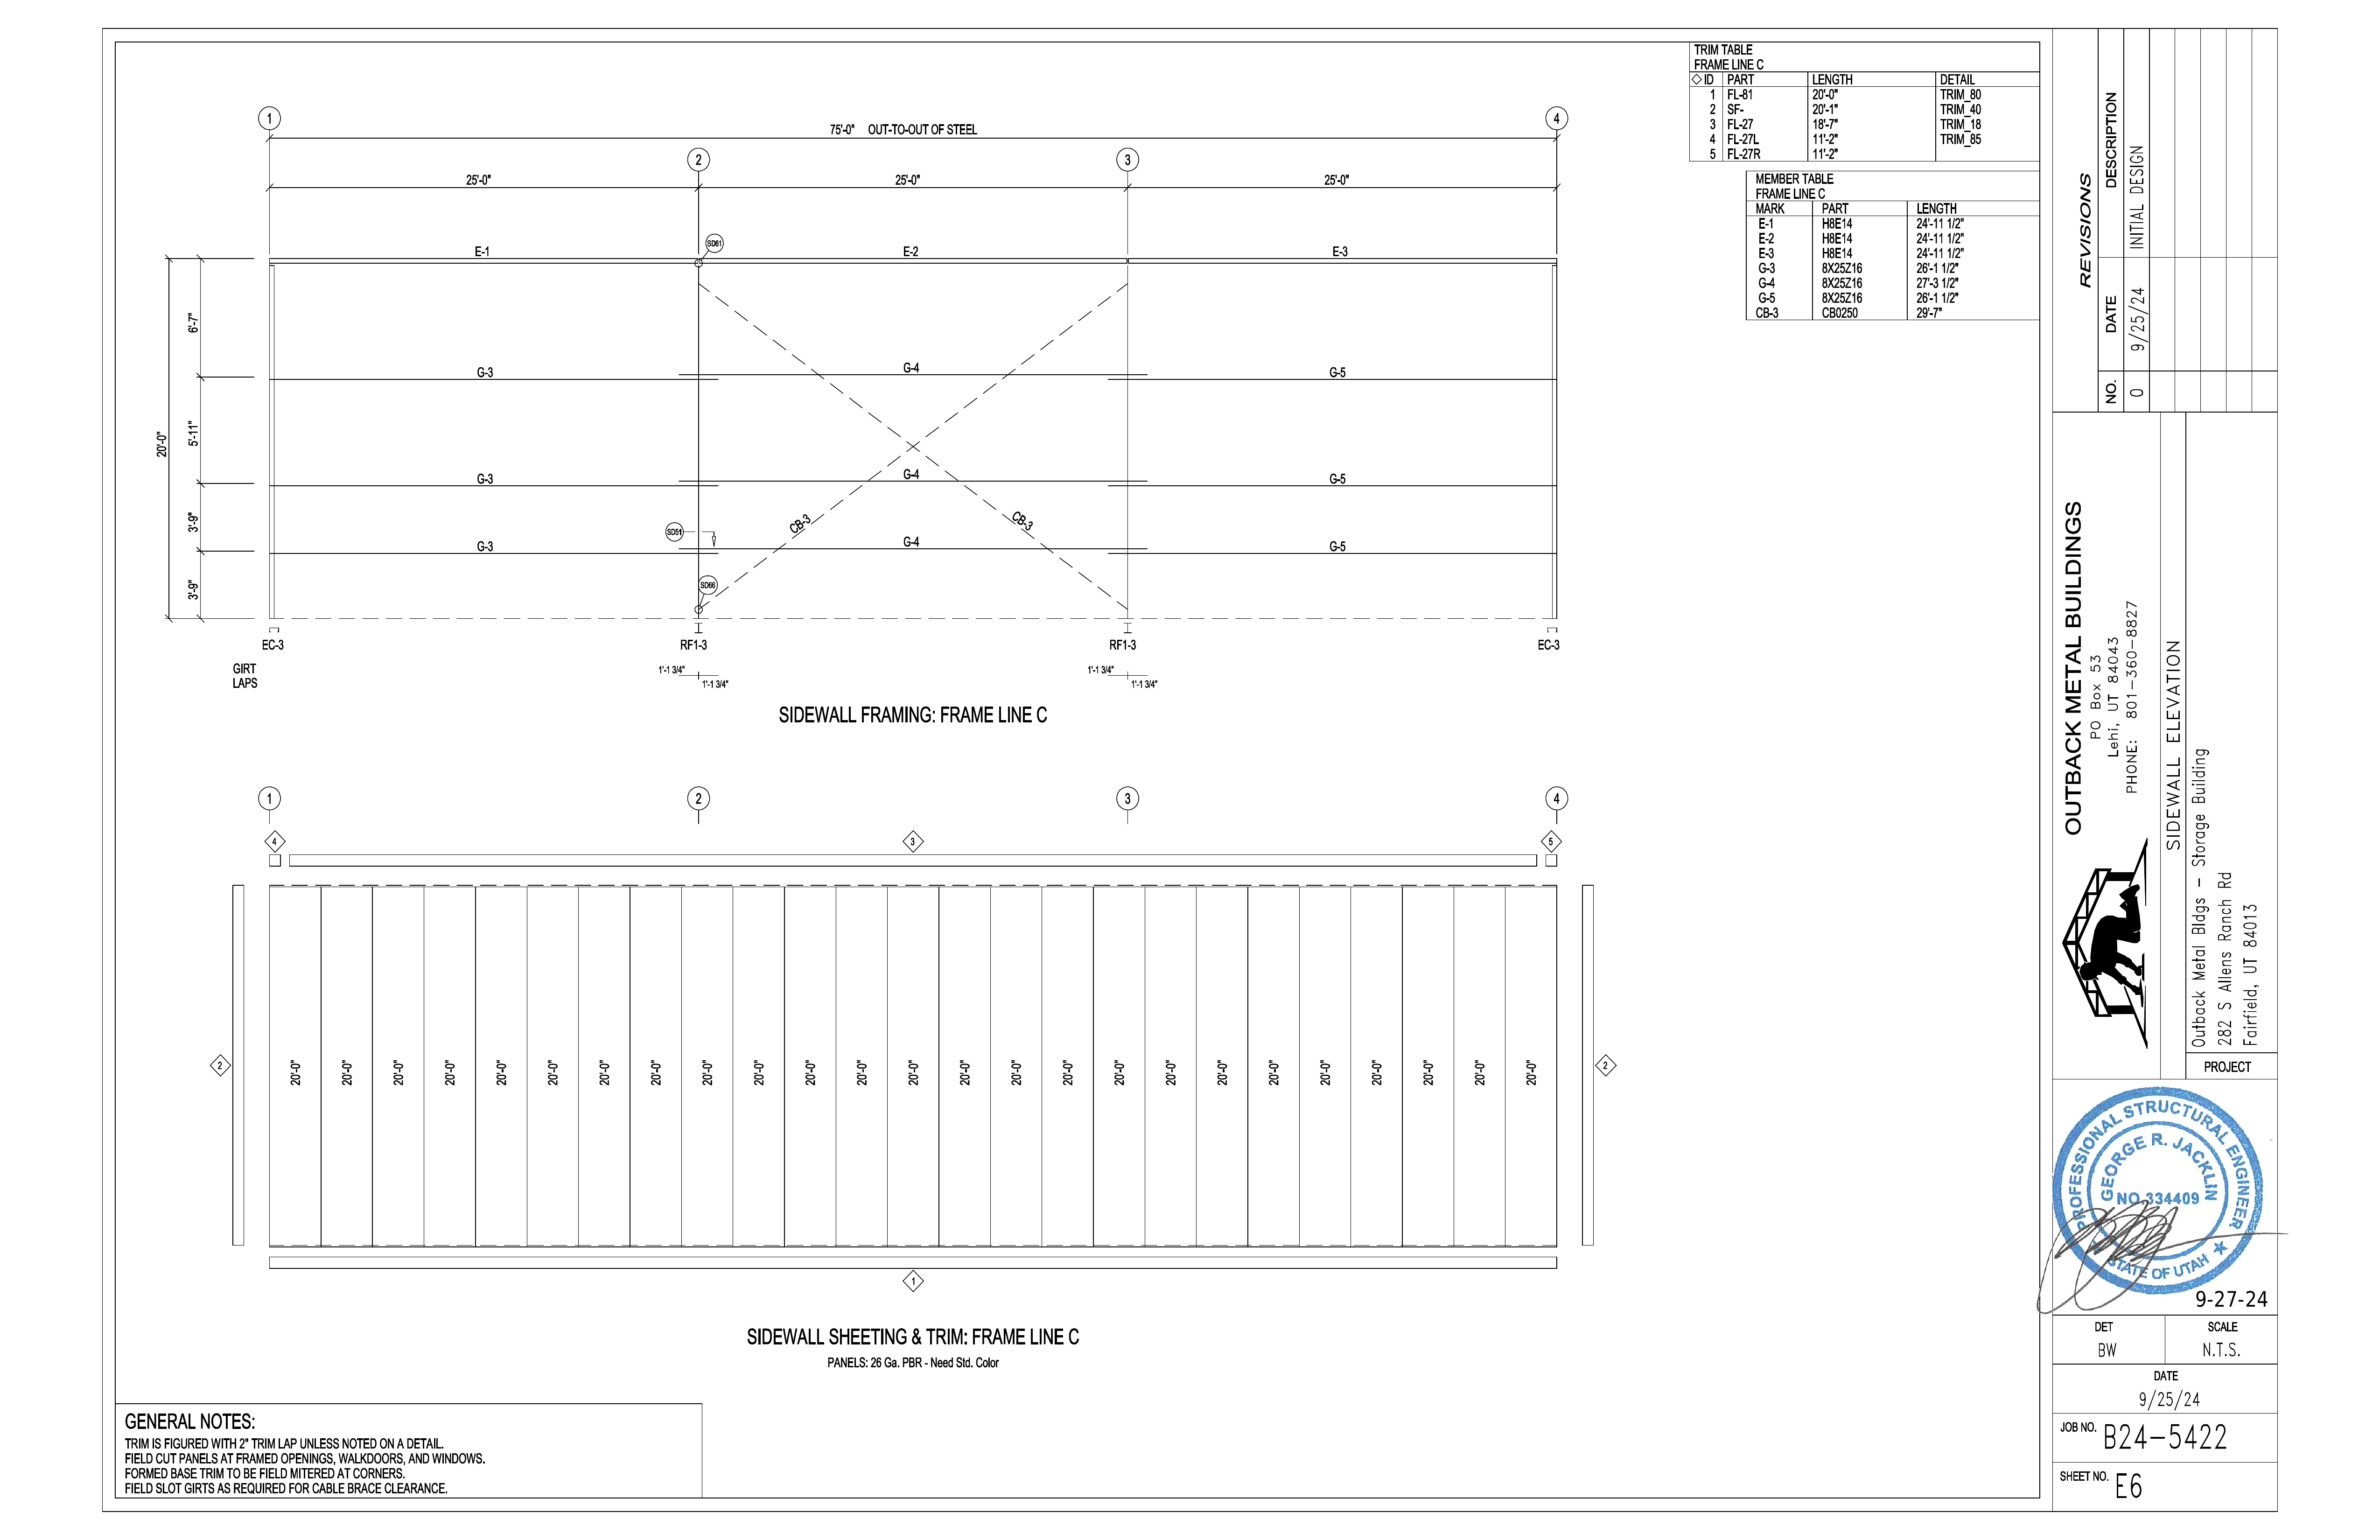 TRIM TABLE
FRAME LINE C
◇ ID PART LENGTH DETAIL
1 FL-81 20'-0" TRIM_80
2 SF- 20'-1" TRIM_40
3 FL-27 18'-7" TRIM_18
4 FL-27L 11'-2" TRIM_85
5 FL-27R 11'-2"
MEMBER TABLE
FRAME LINE C
MARK PART LENGTH
E-1 H8E14 24'-11 1/2"
E-2 H8E14 24'-11 1/2"
E-3 H8E14 24'-11 1/2"
G-3 8X25Z16 26'-1 1/2"
G-4 8X25Z16 27'-3 1/2"
G-5 8X25Z16 26'-1 1/2"
CB-3 CB0250 29'-7"
1 4
75'-0" OUT-TO-OUT OF STEEL
2 3
25'-0" 25'-0" 25'-0"
SD61
E-1 E-2 E-3
6'-7"
G-3 G-4 G-5
20'-0"
5'-11"
G-3 G-4 G-5
3'-9"
CB-3 CB-3
SD51
G-3 G-4 G-5
3'-9"
SD66
EC-3 RF1-3 RF1-3 EC-3
GIRT
LAPS
1'-1 3/4" 1'-1 3/4"
1'-1 3/4" 1'-1 3/4"
SIDEWALL FRAMING: FRAME LINE C
1 2 3 4
4 3 5
2 2
20'-0" 20'-0" 20'-0" 20'-0" 20'-0" 20'-0" 20'-0" 20'-0" 20'-0" 20'-0" 20'-0" 20'-0" 20'-0" 20'-0" 20'-0" 20'-0" 20'-0" 20'-0" 20'-0" 20'-0" 20'-0" 20'-0" 20'-0" 20'-0" 20'-0"
1
SIDEWALL SHEETING & TRIM: FRAME LINE C
PANELS: 26 Ga. PBR - Need Std. Color
GENERAL NOTES:
TRIM IS FIGURED WITH 2" TRIM LAP UNLESS NOTED ON A DETAIL.
FIELD CUT PANELS AT FRAMED OPENINGS, WALKDOORS, AND WINDOWS.
FORMED BASE TRIM TO BE FIELD MITERED AT CORNERS.
FIELD SLOT GIRTS AS REQUIRED FOR CABLE BRACE CLEARANCE.
REVISIONS
NO. DATE DESCRIPTION
0 9/25/24 INITIAL DESIGN
OUTBACK METAL BUILDINGS
PO Box 53
Lehi, UT 84043
PHONE: 801-360-8827
SIDEWALL ELEVATION
Outback Metal Bldgs - Storage Building
282 S Allens Ranch Rd
Fairfield, UT 84013
PROJECT
PROFESSIONAL STRUCTURAL ENGINEER
GEORGE R. JACKLIN
NO. 334409
STATE OF UTAH
9-27-24
DET SCALE
BW N.T.S.
DATE
9/25/24
JOB NO. B24-5422
SHEET NO. E6